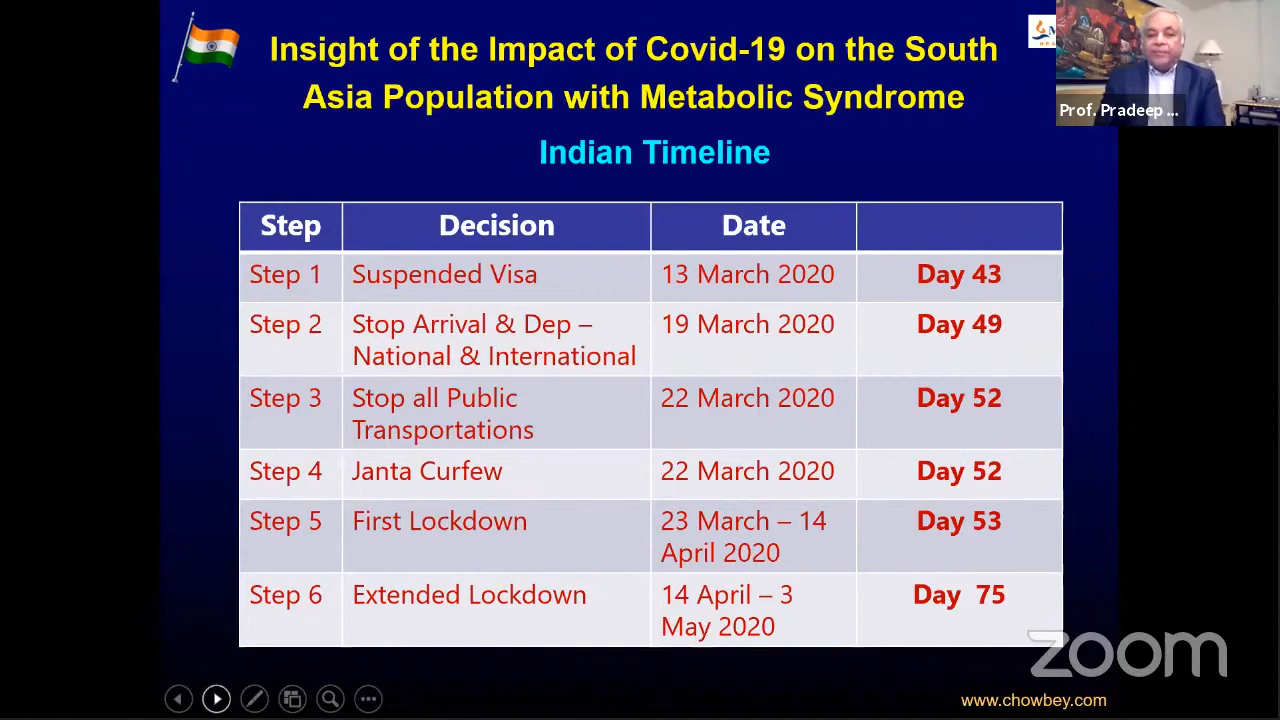 Insight of the Impact of Covid-19 on the South
Asia Population with Metabolic Syndrome
Indian Timeline
Prof. Pradeep ...
Step Decision Date
Step 1 Suspended Visa 13 March 2020 Day 43
Step 2 Stop Arrival & Dep – 19 March 2020 Day 49
National & International
Step 3 Stop all Public 22 March 2020 Day 52
Transportations
Step 4 Janta Curfew 22 March 2020 Day 52
Step 5 First Lockdown 23 March – 14 Day 53
April 2020
Step 6 Extended Lockdown 14 April – 3 Day 75
May 2020
zoom
www.chowbey.com